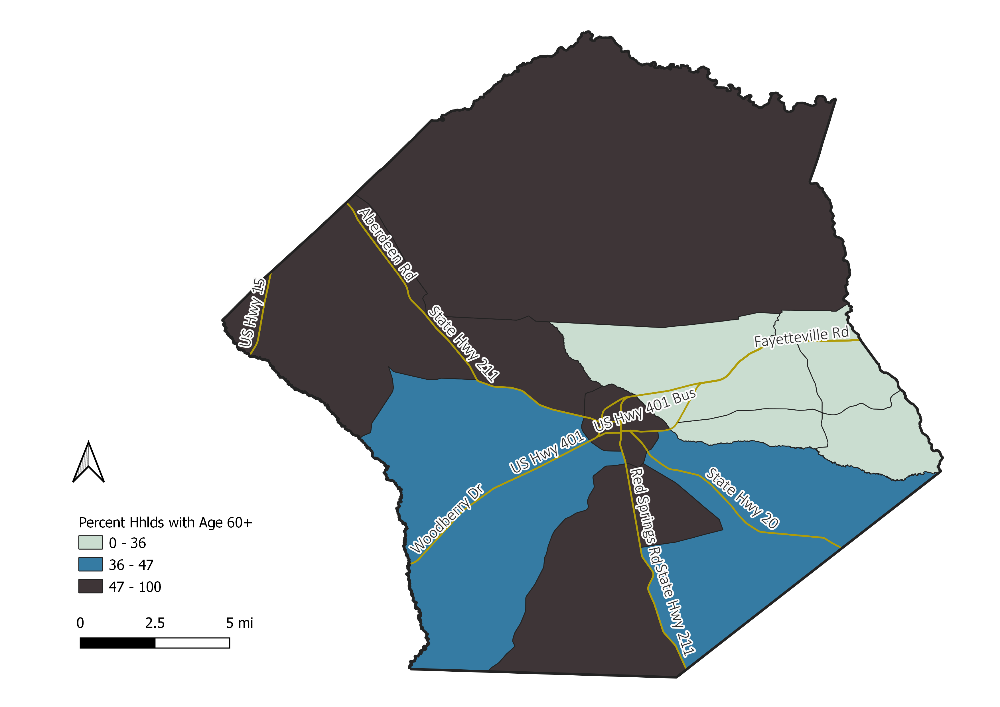 Aberdeen Rd
US Hwy 15
State Hwy 211
Fayetteville Rd
US Hwy 401 Bus
US Hwy 401
Woodberry Dr
Red Springs Rd
State Hwy 20
State Hwy 211
Percent Hhlds with Age 60+
0 - 36
36 - 47
47 - 100
0 2.5 5 mi